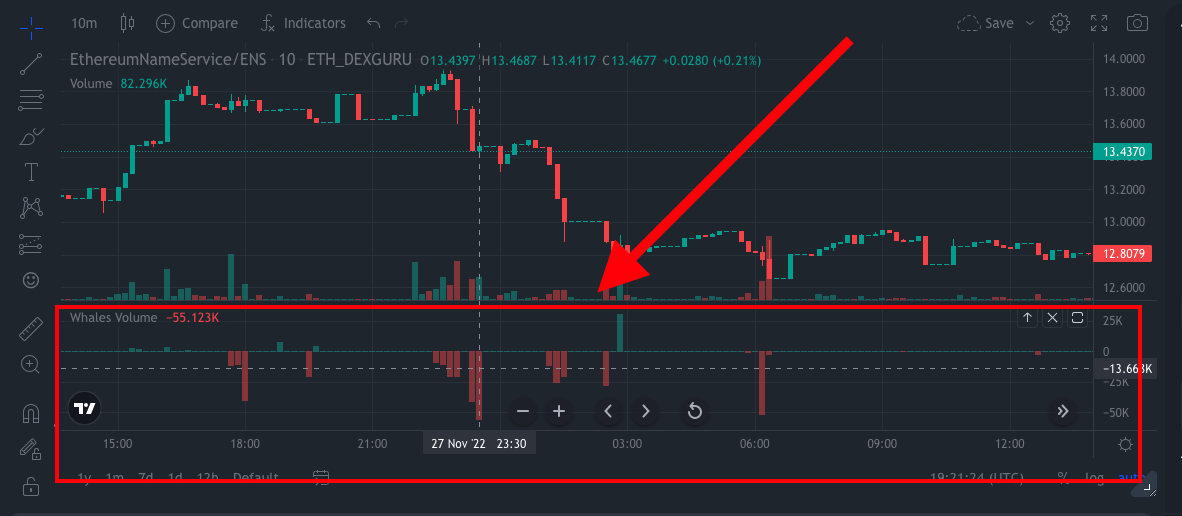 10m Compare Indicators Save
EthereumNameService/ENS · 10 · ETH_DEXGURU O13.4397 H13.4687 L13.4117 C13.4677 +0.0280 (+0.21%)
Volume 82.296K
14.0000
13.8000
13.6000
13.4370
13.2000
13.0000
12.8079
12.6000
Whales Volume −55.123K
25K
0
−13.668K
−25K
−50K
15:00 18:00 21:00 27 Nov '22 23:30 03:00 06:00 09:00 12:00
1y 1m 7d 1d 12h Default 19:21:24 (UTC) % log auto